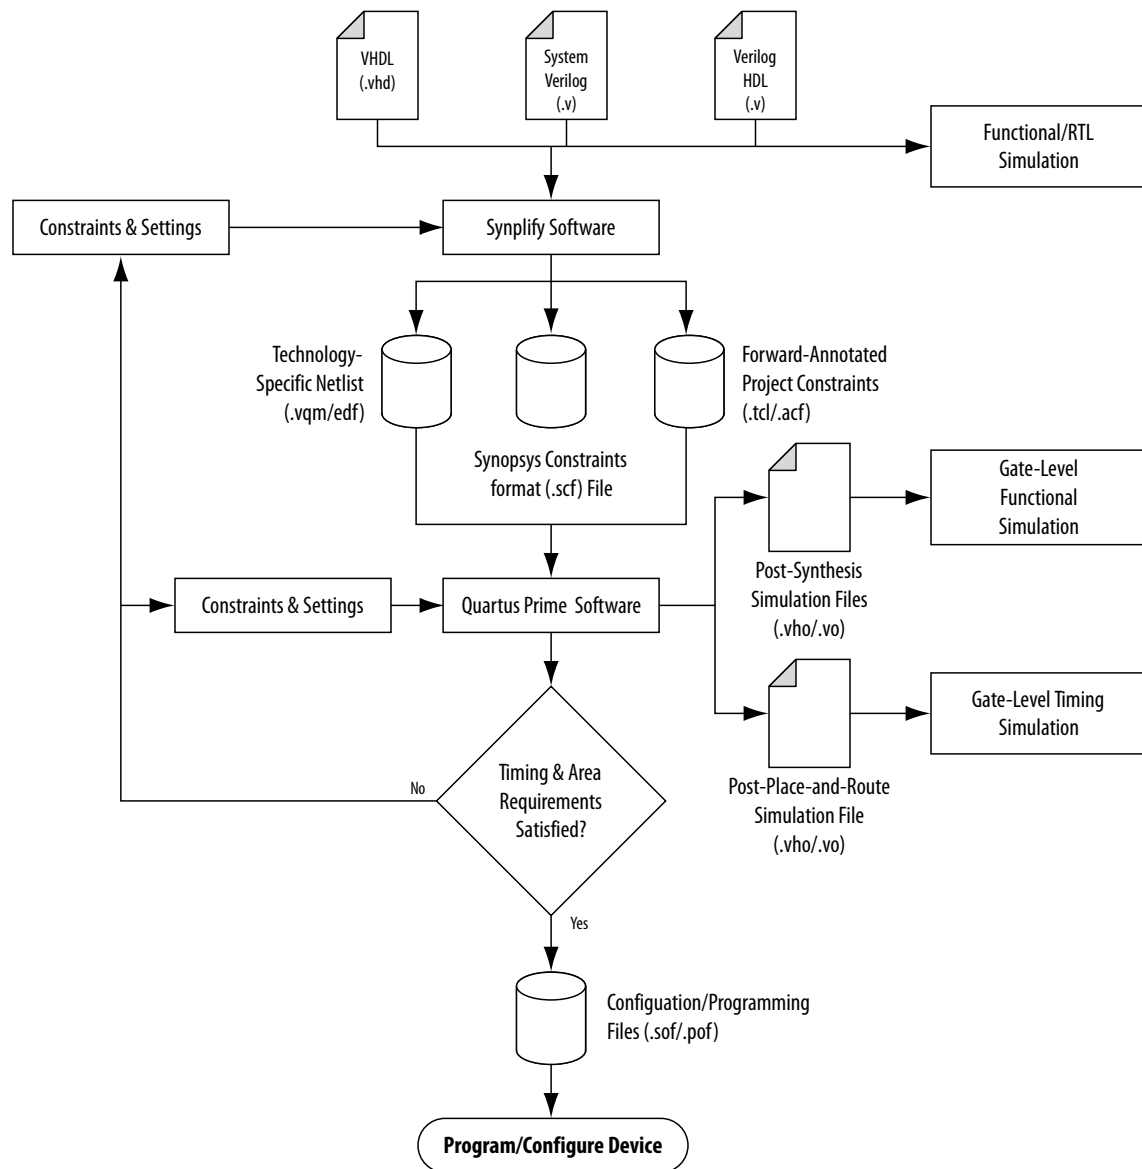 VHDL
(.vhd)
System
Verilog
(.v)
Verilog
HDL
(.v)
Functional/RTL
Simulation
Constraints & Settings
Synplify Software
Technology-
Specific Netlist
(.vqm/edf)
Forward-Annotated
Project Constraints
(.tcl/.acf)
Synopsys Constraints
format (.scf) File
Gate-Level
Functional
Simulation
Post-Synthesis
Simulation Files
(.vho/.vo)
Constraints & Settings
Quartus Prime Software
Gate-Level Timing
Simulation
Post-Place-and-Route
Simulation File
(.vho/.vo)
Timing & Area
Requirements
Satisfied?
No
Yes
Configuation/Programming
Files (.sof/.pof)
Program/Configure Device